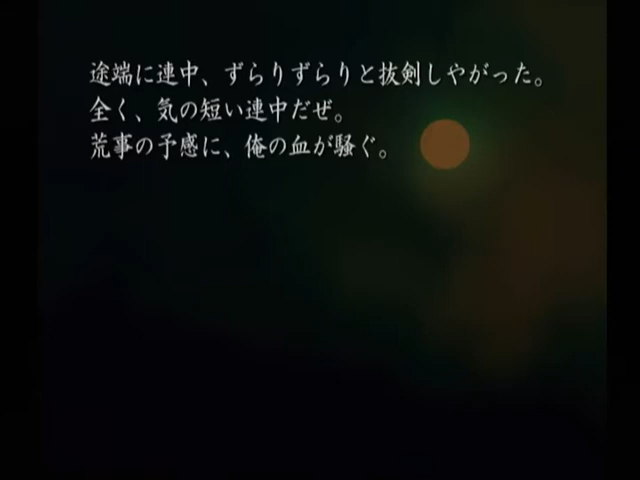 途端に連中、ずらりずらりと抜剣しやがった。
全く、気の短い連中だぜ。
荒事の予感に、俺の血が騒ぐ。